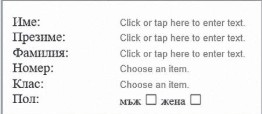 Име: Click or tap here to enter text.
Презиме: Click or tap here to enter text.
Фамилия: Click or tap here to enter text.
Номер: Choose an item.
Клас: Choose an item.
Пол: мъж ☐ жена ☐